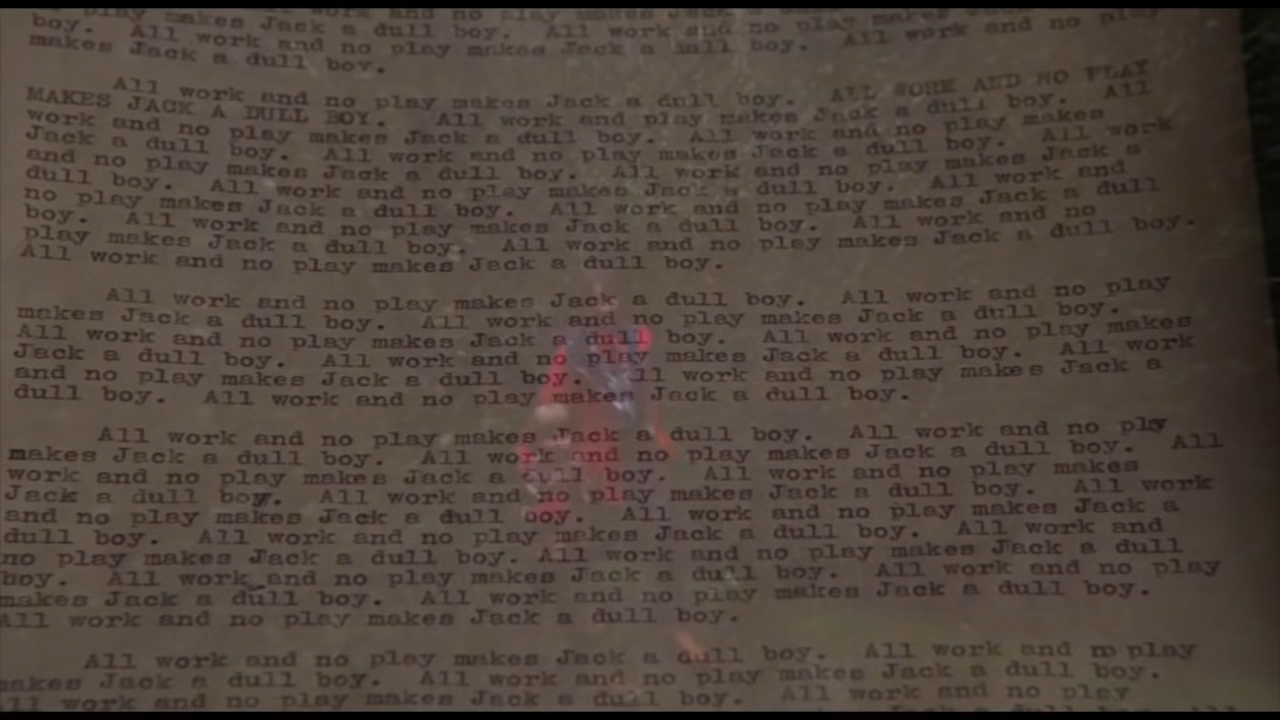 play makes Jack a
boy. All work and no play makes Jack a dull boy. All work and no play
makes Jack a dull boy.
All work and no play makes Jack a dull boy. ALL WORK AND NO PLAY
MAKES JACK A DULL BOY. All work and play makes Jack a dull boy. All
work and no play makes Jack a dull boy. All work and no play makes
Jack a dull boy. All work and no play makes Jack a dull boy. All work
and no play makes Jack a dull boy. All work and no play makes Jack a
dull boy. All work and no play makes Jack a dull boy. All work and
no play makes Jack a dull boy. All work and no play makes Jack a dull
boy. All work and no play makes Jack a dull boy. All work and no
play makes Jack a dull boy. All work and no play makes Jack a dull boy.
All work and no play makes Jack a dull boy.
All work and no play makes Jack a dull boy. All work and no play
makes Jack a dull boy. All work and no play makes Jack a dull boy.
All work and no play makes Jack a dull boy. All work and no play makes
Jack a dull boy. All work and no play makes Jack a dull boy. All work
and no play makes Jack a dull boy. All work and no play makes Jack a
dull boy. All work and no play makes Jack a dull boy.
All work and no play makes Jack a dull boy. All work and no ply
makes Jack a dull boy. All work and no play makes Jack a dull boy. All
work and no play makes Jack a dull boy. All work and no play makes
Jack a dull boy. All work and no play makes Jack a dull boy. All work
and no play makes Jack a dull boy. All work and no play makes Jack a
dull boy. All work and no play makes Jack a dull boy. All work and
no play makes Jack a dull boy. All work and no play makes Jack a dull
boy. All work and no play makes Jack a dull boy. All work and no play
makes Jack a dull boy. All work and no play makes Jack a dull boy.
All work and no play makes Jack a dull boy.
All work and no play makes Jack a dull boy. All work and no play
makes Jack a dull boy. All work and no play makes Jack a dull boy.
All work and no play makes Jack a dull boy. All work and no play